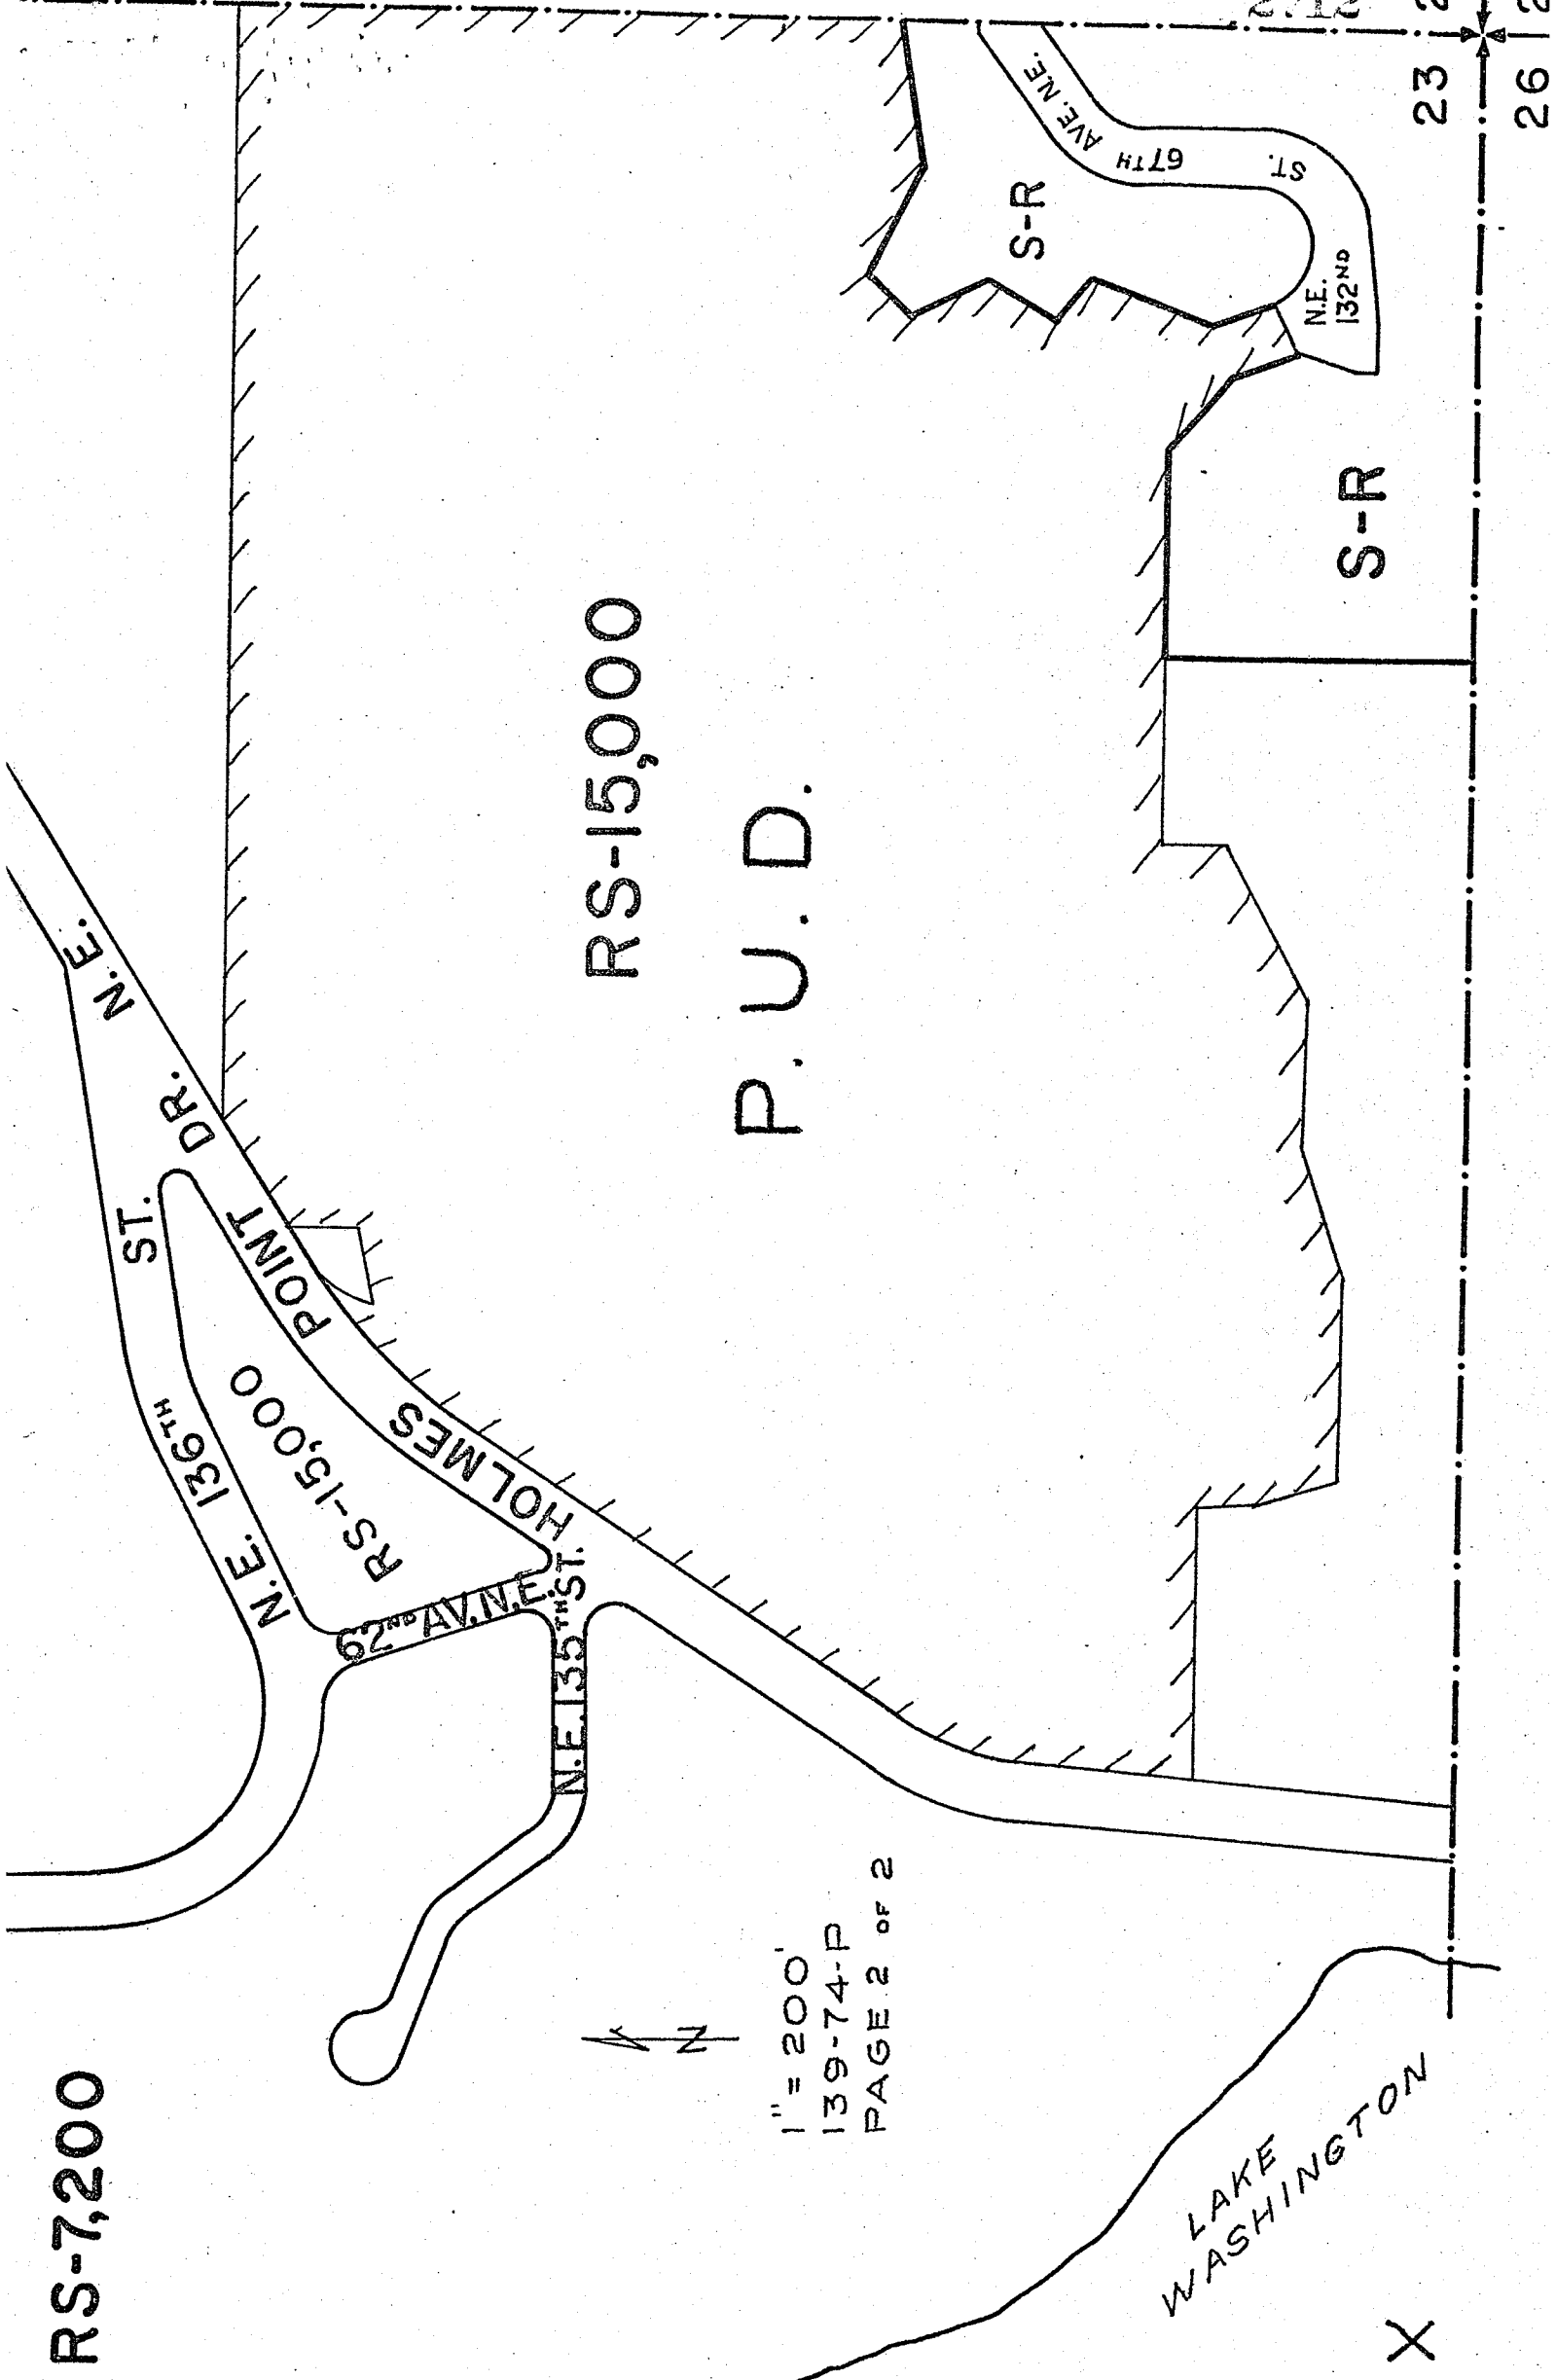 RS-7,200
N.E. 136TH ST.
RS-15,000
62ND AV. N.E.
N.E. 135TH ST.
HOLMES POINT DR. N.E.
RS-15,000
P. U. D.
1" = 200'
139-74-P
PAGE 2 OF 2
N
LAKE
WASHINGTON
X
S-R
S-R
67TH AVE. N.E.
N.E.
132ND
ST.
23
26